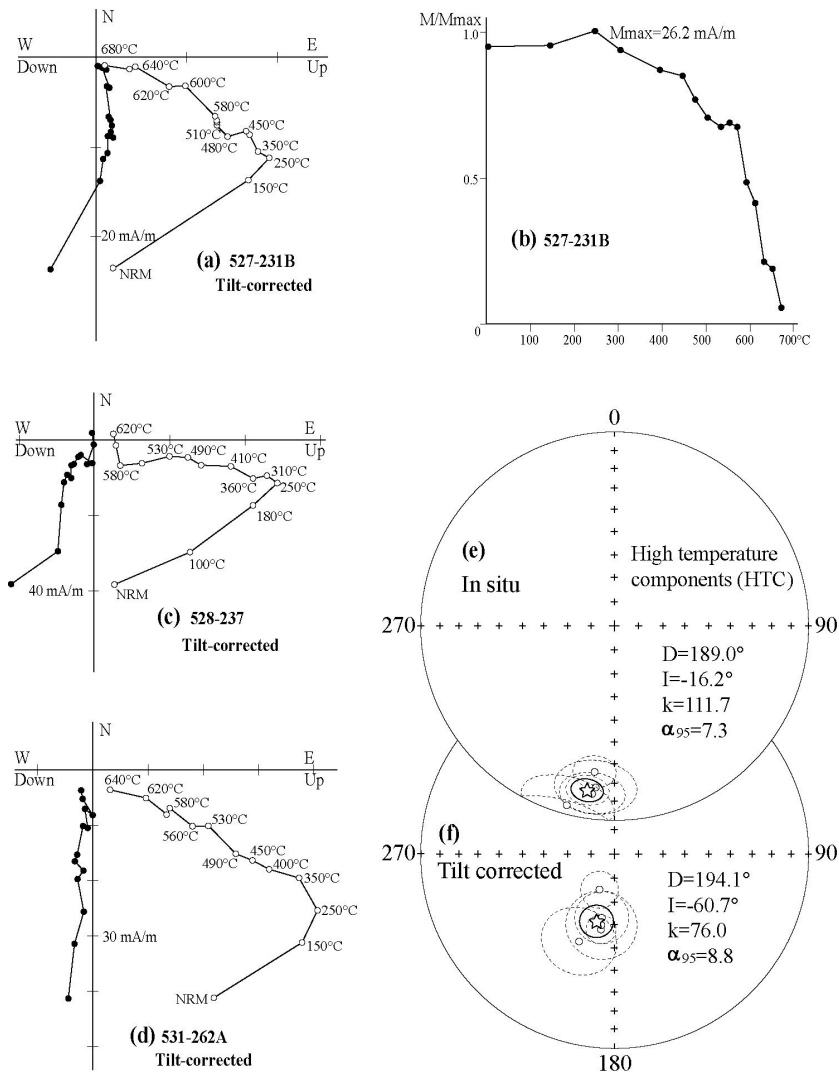 N
W
E
Down
Up
680°C
640°C
620°C
600°C
580°C
510°C
450°C
480°C
350°C
250°C
150°C
20 mA/m
NRM
(a) 527-231B
Tilt-corrected
M/Mmax
1.0
Mmax=26.2 mA/m
0.5
(b) 527-231B
0
100
200
300
400
500
600
700°C
N
W
E
Down
Up
620°C
530°C
490°C
580°C
410°C
310°C
360°C
250°C
180°C
100°C
40 mA/m
NRM
(c) 528-237
Tilt-corrected
N
W
E
Down
Up
640°C
620°C
580°C
530°C
560°C
450°C
490°C
400°C
350°C
250°C
30 mA/m
150°C
NRM
(d) 531-262A
Tilt-corrected
0
(e)
In situ
High temperature
components (HTC)
270
90
D=189.0°
I=-16.2°
k=111.7
α95=7.3
(f)
270
90
Tilt corrected
D=194.1°
I=-60.7°
k=76.0
α95=8.8
180